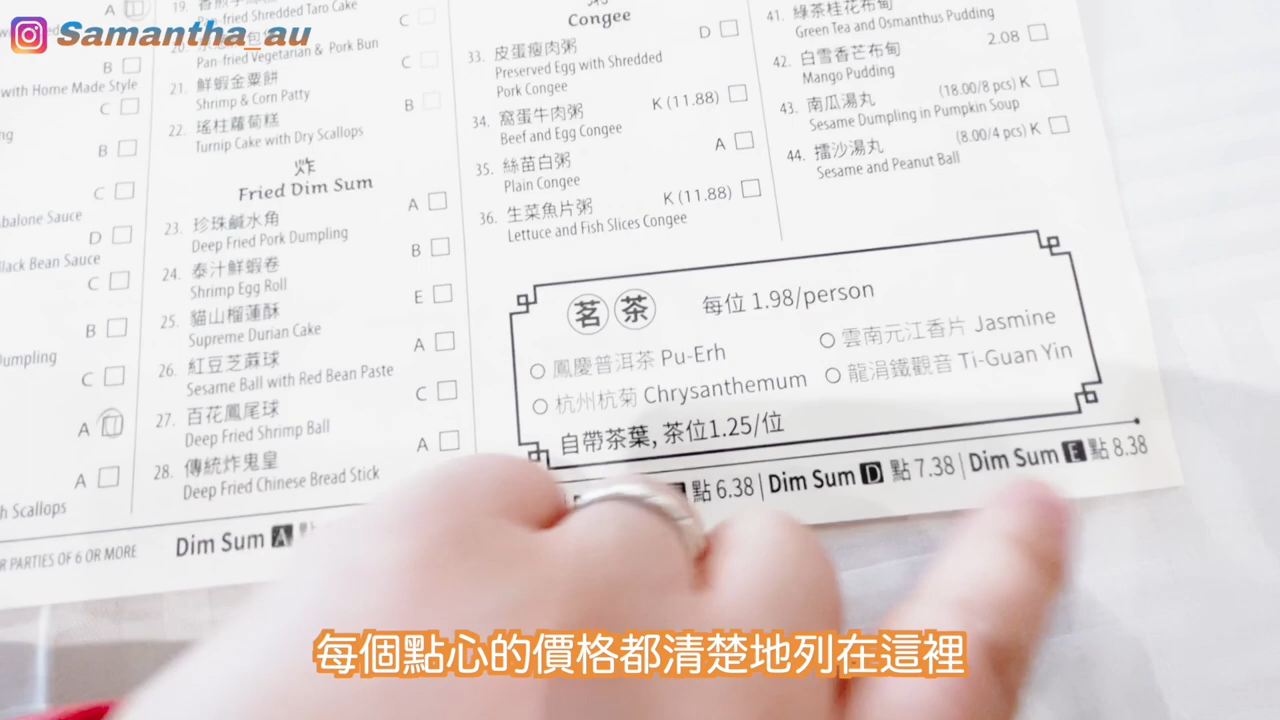 Samantha_au
A
B
with Home Made Style
C
B
C
balone Sauce
D
lack Bean Sauce
C
B
Dumpling
C
A
A
h Scallops
19.
Pan-fried Shredded Taro Cake
C
20.
Pan-fried Vegetarian & Pork Bun
C
21. 鮮蝦金粟餅
Shrimp & Corn Patty
B
22. 瑤柱蘿蔔糕
Turnip Cake with Dry Scallops
炸
Fried Dim Sum
23. 珍珠鹹水角 A
Deep Fried Pork Dumpling
24. 泰汁鮮蝦卷 B
Shrimp Egg Roll
25. 貓山榴蓮酥 E
Supreme Durian Cake
26. 紅豆芝蔴球 A
Sesame Ball with Red Bean Paste
27. 百花鳳尾球 C
Deep Fried Shrimp Ball
28. 傳統炸鬼皇 A
Deep Fried Chinese Bread Stick
粥
Congee
33. 皮蛋瘦肉粥 D
Preserved Egg with Shredded
Pork Congee
34. 窩蛋牛肉粥 K (11.88)
Beef and Egg Congee
35. 絲苗白粥 A
Plain Congee
36. 生菜魚片粥 K (11.88)
Lettuce and Fish Slices Congee
41. 綠茶桂花布甸
Green Tea and Osmanthus Pudding
42. 白雪香芒布甸 2.08
Mango Pudding
43. 南瓜湯丸 (18.00/8 pcs) K
Sesame Dumpling in Pumpkin Soup
44. 擂沙湯丸 (8.00/4 pcs) K
Sesame and Peanut Ball
茗茶 每位 1.98/person
鳳慶普洱茶 Pu-Erh
雲南元江香片 Jasmine
杭州杭菊 Chrysanthemum
龍涓鐵觀音 Ti-Guan Yin
自帶茶葉, 茶位1.25/位
R PARTIES OF 6 OR MORE
Dim Sum A 點
點 6.38 | Dim Sum D 點 7.38 | Dim Sum E 點 8.38
每個點心的價格都清楚地列在這裡